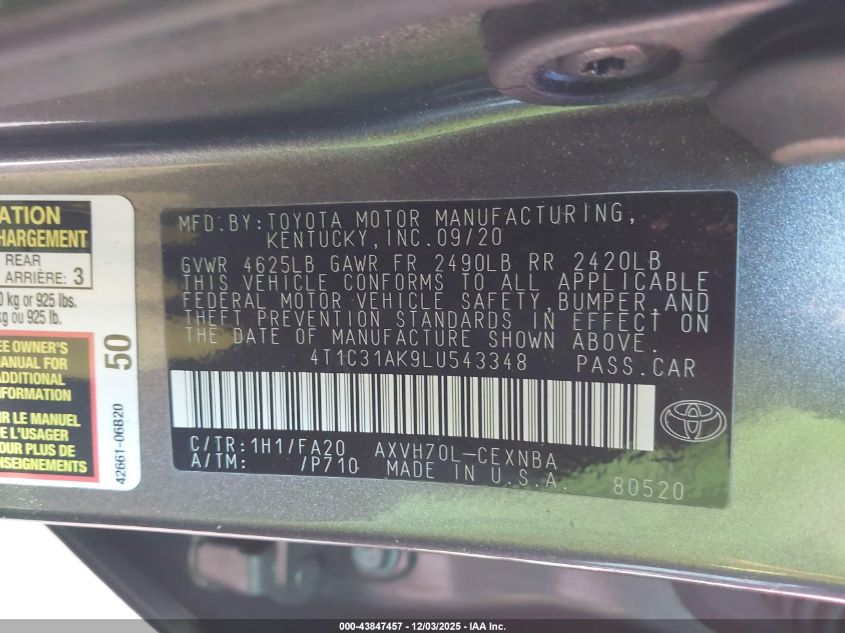 ATION
HARGEMENT
REAR
ARRIÈRE: 3
kg or 925 lbs.
kg ou 925 lb.
EE OWNER'S
ANUAL FOR
ADDITIONAL
NFORMATION
IR LE MANUEL
L'USAGER
POUR PLUS DE
NSEIGNEMENTS
50
42661-06B20
MFD.BY:TOYOTA MOTOR MANUFACTURING,
KENTUCKY,INC.09/20
GVWR 4625LB GAWR FR 2490LB RR 2420LB
THIS VEHICLE CONFORMS TO ALL APPLICABLE
FEDERAL MOTOR VEHICLE SAFETY,BUMPER,AND
THEFT PREVENTION STANDARDS IN EFFECT ON
THE DATE OF MANUFACTURE SHOWN ABOVE.
4T1C31AK9LU543348 PASS.CAR
C/TR:1H1/FA20 AXVH70L-CEXNBA
A/TM: /P710 MADE IN U.S.A. 80520
000-43847457 - 12/03/2025 - IAA Inc.